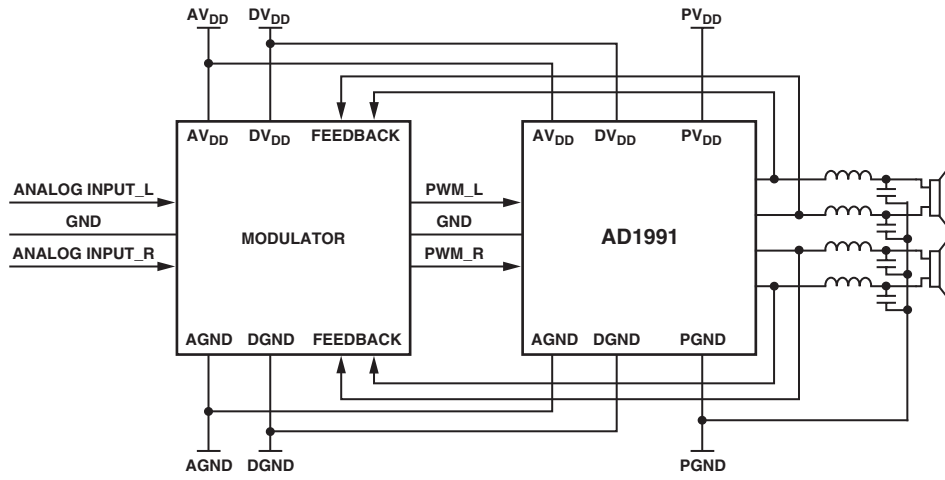 AVDD DVDD PVDD
AVDD DVDD FEEDBACK AVDD DVDD PVDD
ANALOG INPUT_L PWM_L
GND GND
MODULATOR AD1991
ANALOG INPUT_R PWM_R
AGND DGND FEEDBACK AGND DGND PGND
AGND DGND PGND